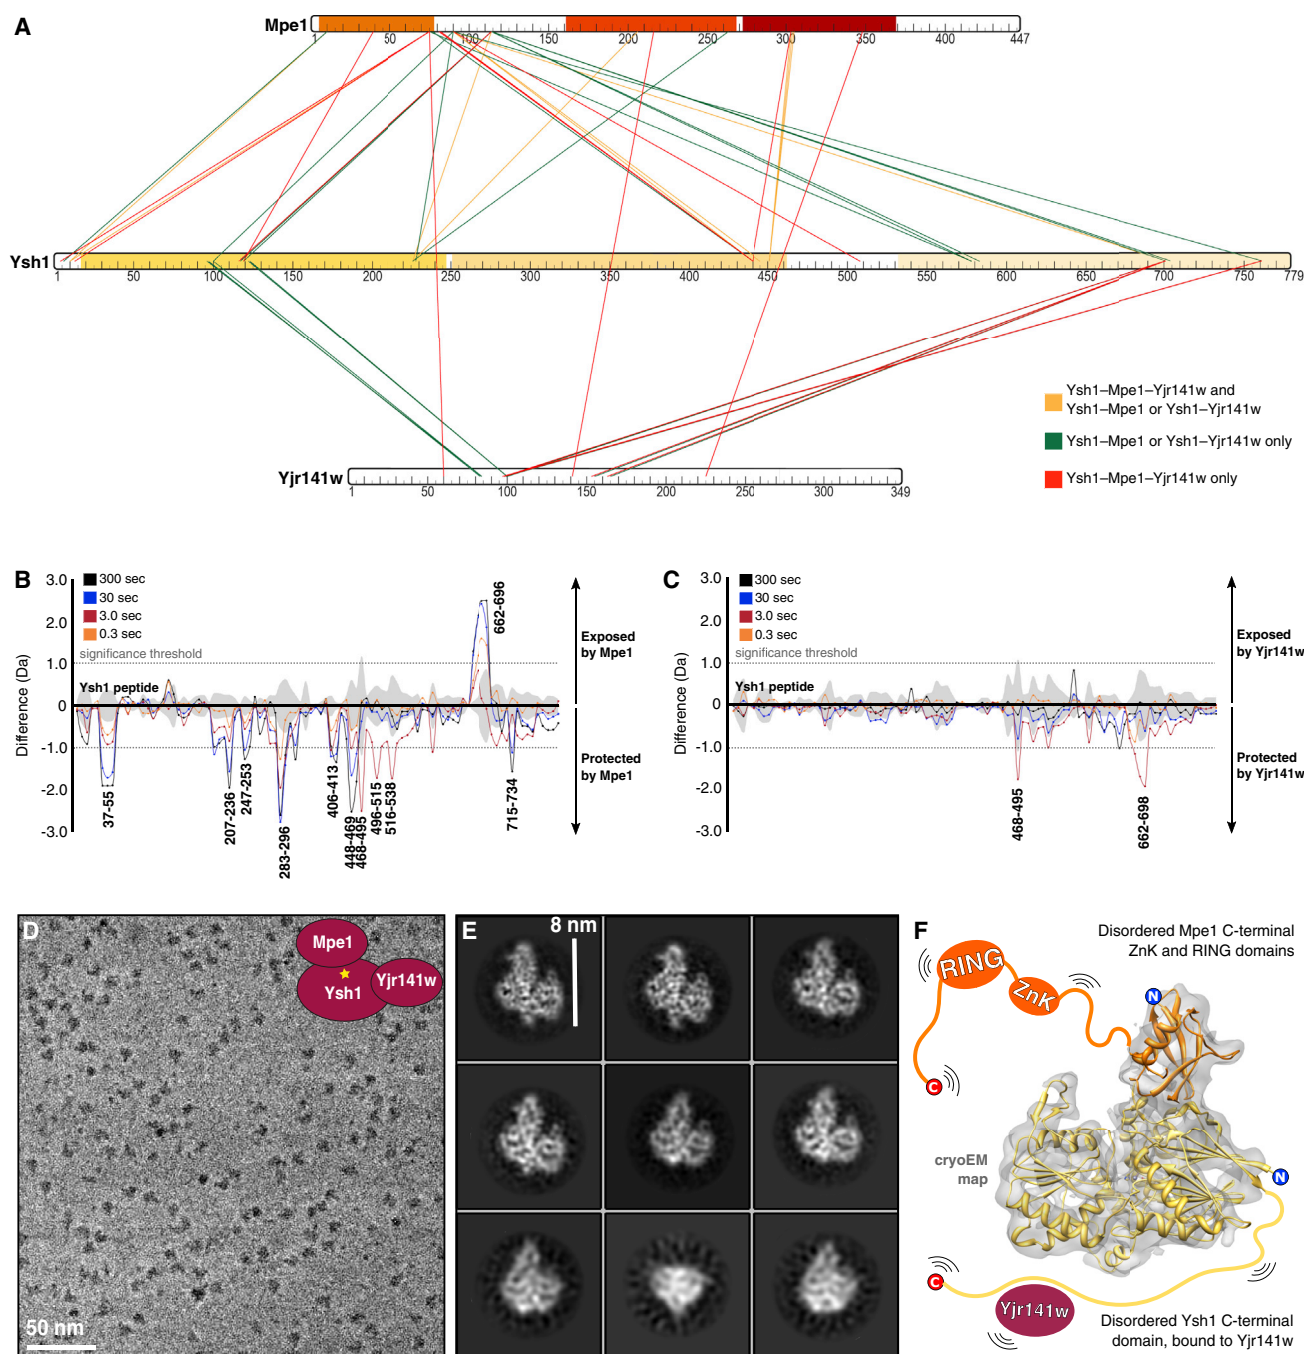 A
Mpe1
1 50 100 150 200 250 300 350 400 447
Ysh1
1 50 100 150 200 250 300 350 400 450 500 550 600 650 700 750 779
Ysh1–Mpe1–Yjr141w and
Ysh1–Mpe1 or Ysh1–Yjr141w
Ysh1–Mpe1 or Ysh1–Yjr141w only
Ysh1–Mpe1–Yjr141w only
Yjr141w
1 50 100 150 200 250 300 349
B
Difference (Da)
3.0
2.0
1.0
0
-1.0
-2.0
-3.0
300 sec
30 sec
3.0 sec
0.3 sec
significance threshold
Ysh1 peptide
37-55
207-236
247-253
283-296
406-413
448-469
468-495
496-515
516-538
662-696
715-734
Exposed
by Mpe1
Protected
by Mpe1
C
Difference (Da)
3.0
2.0
1.0
0
-1.0
-2.0
-3.0
300 sec
30 sec
3.0 sec
0.3 sec
significance threshold
Ysh1 peptide
468-495
662-698
Exposed
by Yjr141w
Protected
by Yjr141w
D
Mpe1
Ysh1
Yjr141w
50 nm
E
8 nm
F
Disordered Mpe1 C-terminal
ZnK and RING domains
RING
ZnK
N
C
cryoEM
map
N
C
Yjr141w
Disordered Ysh1 C-terminal
domain, bound to Yjr141w